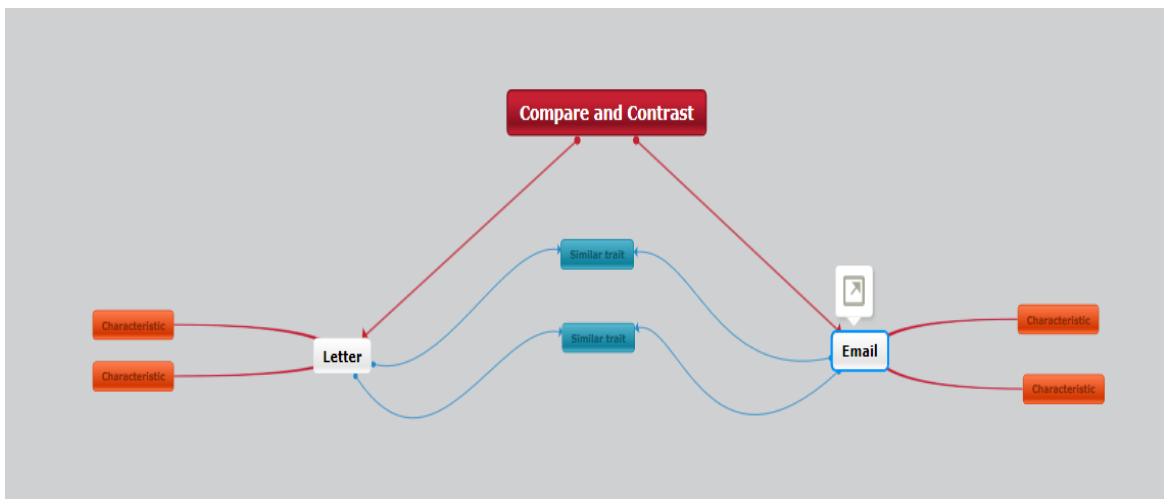 Compare and Contrast
Similar trait
Characteristic
Characteristic
Similar trait
Letter
Email
Characteristic
Characteristic